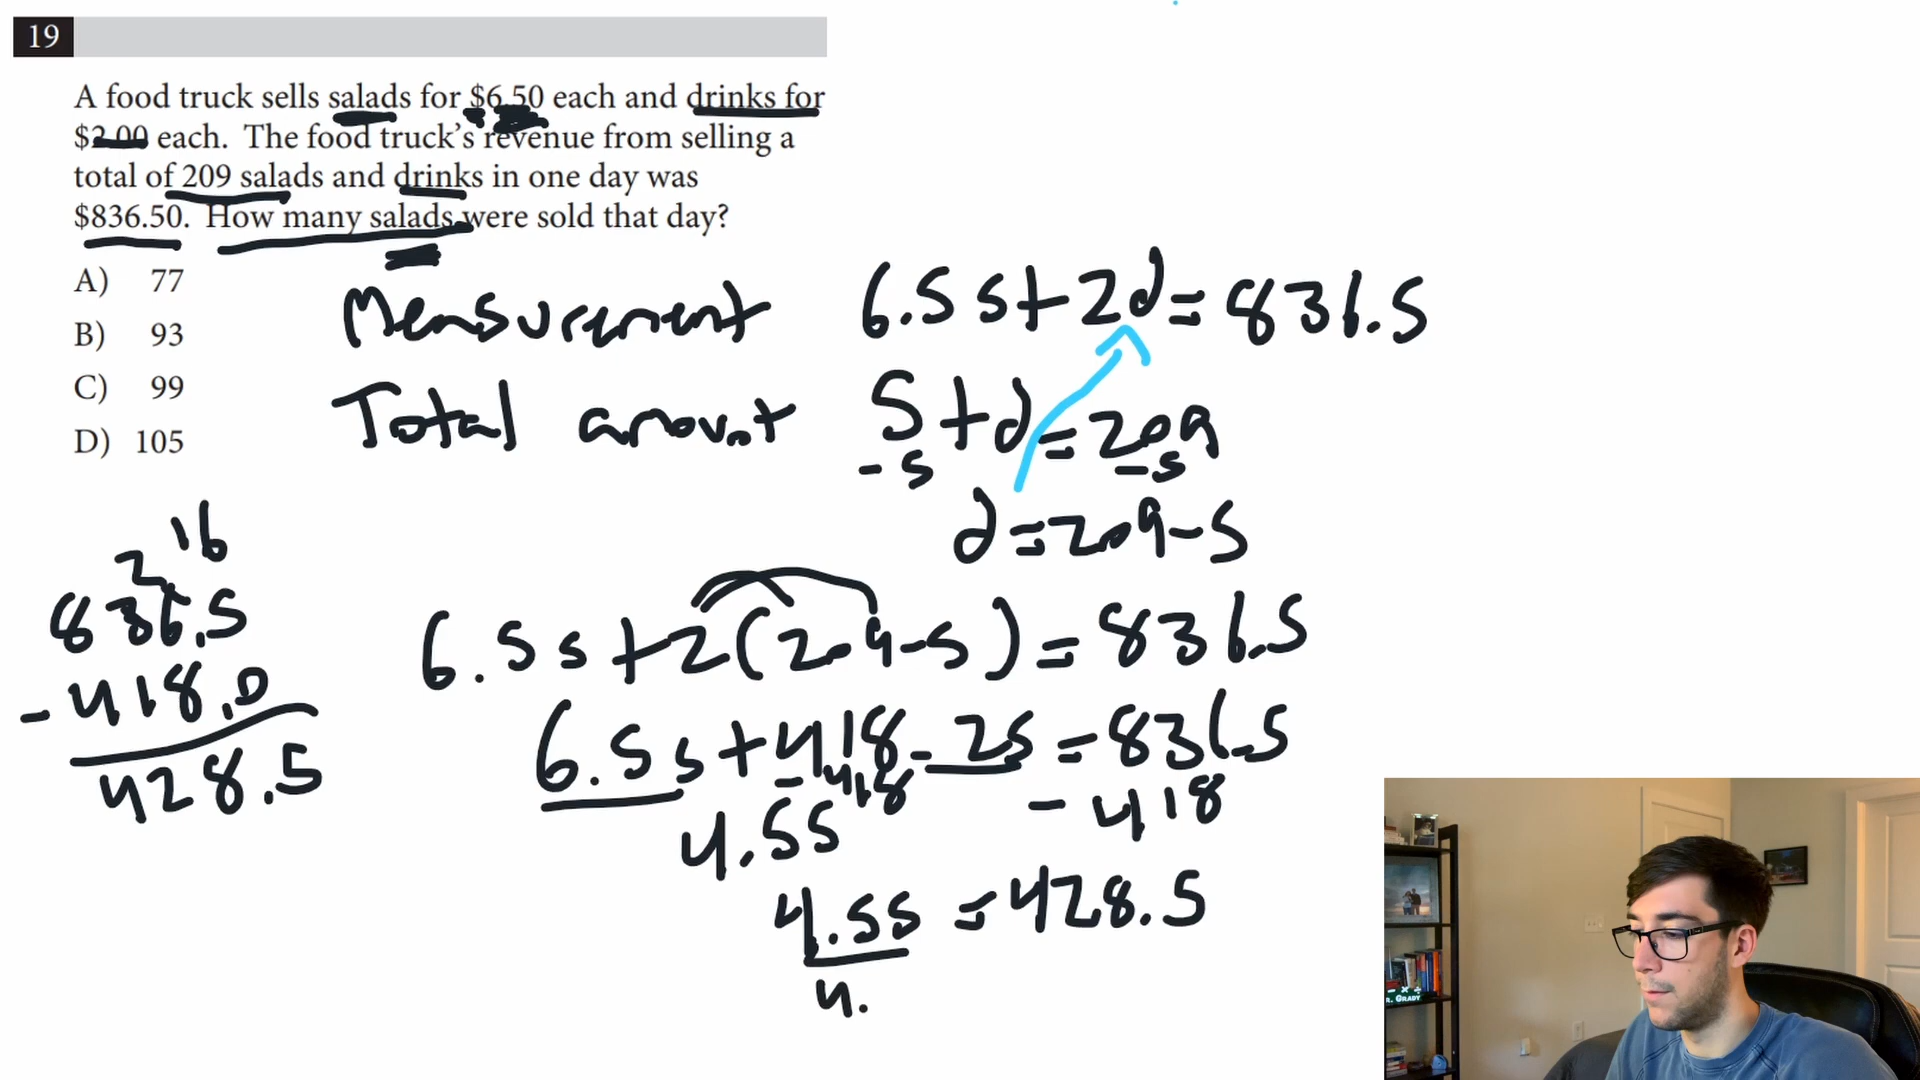 19
A food truck sells salads for $6.50 each and drinks for
$2.00 each. The food truck's revenue from selling a
total of 209 salads and drinks in one day was
$836.50. How many salads were sold that day?
A) 77
B) 93
C) 99
D) 105
Measurement 6.5s+2d=836.5
Total amount s+d=209
-s -s
d=209-s
2 16
836.5
-418.0
428.5
6.5s+2(209-s)=836.5
6.5s+418-2s=836.5
-418 -418
4.5s
4.5s=428.5
4.
R. GRADY